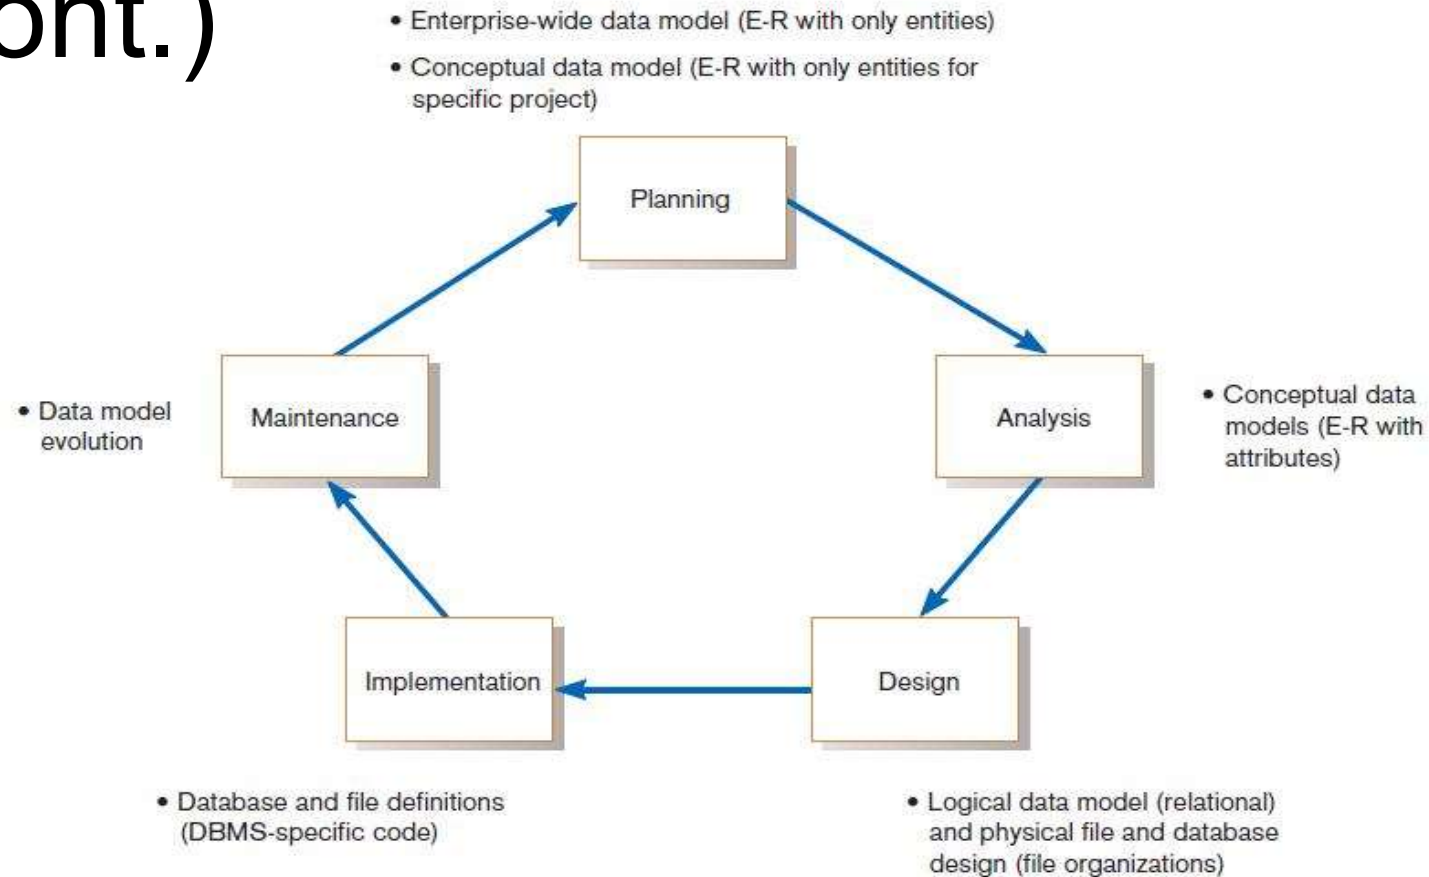 ont.)
• Enterprise-wide data model (E-R with only entities)
• Conceptual data model (E-R with only entities for
specific project)
Planning
• Data model
evolution
Maintenance
Analysis
• Conceptual data
models (E-R with
attributes)
Implementation
Design
• Database and file definitions
(DBMS-specific code)
• Logical data model (relational)
and physical file and database
design (file organizations)